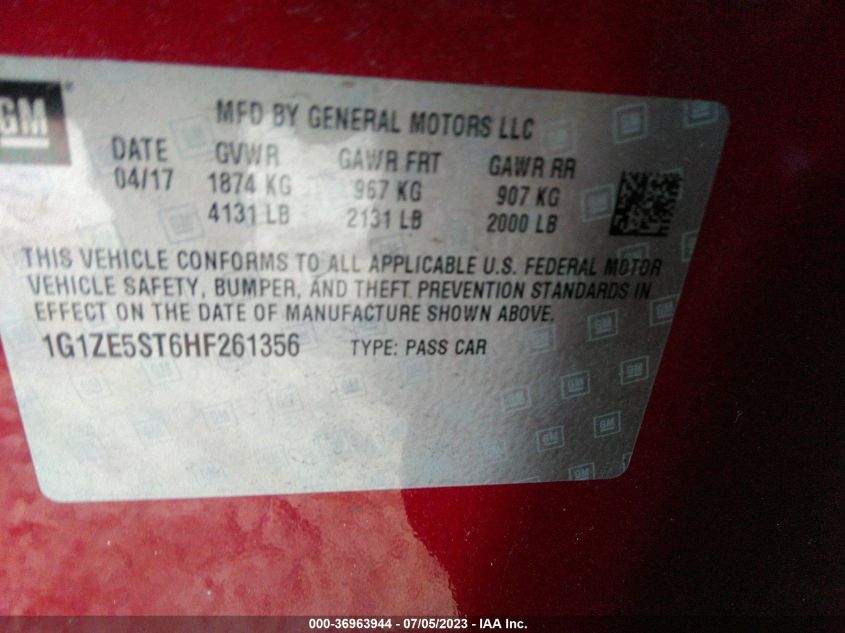 GM
MFD BY GENERAL MOTORS LLC
DATE GVWR GAWR FRT GAWR RR
04/17 1874 KG 967 KG 907 KG
4131 LB 2131 LB 2000 LB
THIS VEHICLE CONFORMS TO ALL APPLICABLE U.S. FEDERAL MOTOR
VEHICLE SAFETY, BUMPER, AND THEFT PREVENTION STANDARDS IN
EFFECT ON THE DATE OF MANUFACTURE SHOWN ABOVE.
1G1ZE5ST6HF261356 TYPE: PASS CAR
000-36963944 - 07/05/2023 - IAA Inc.